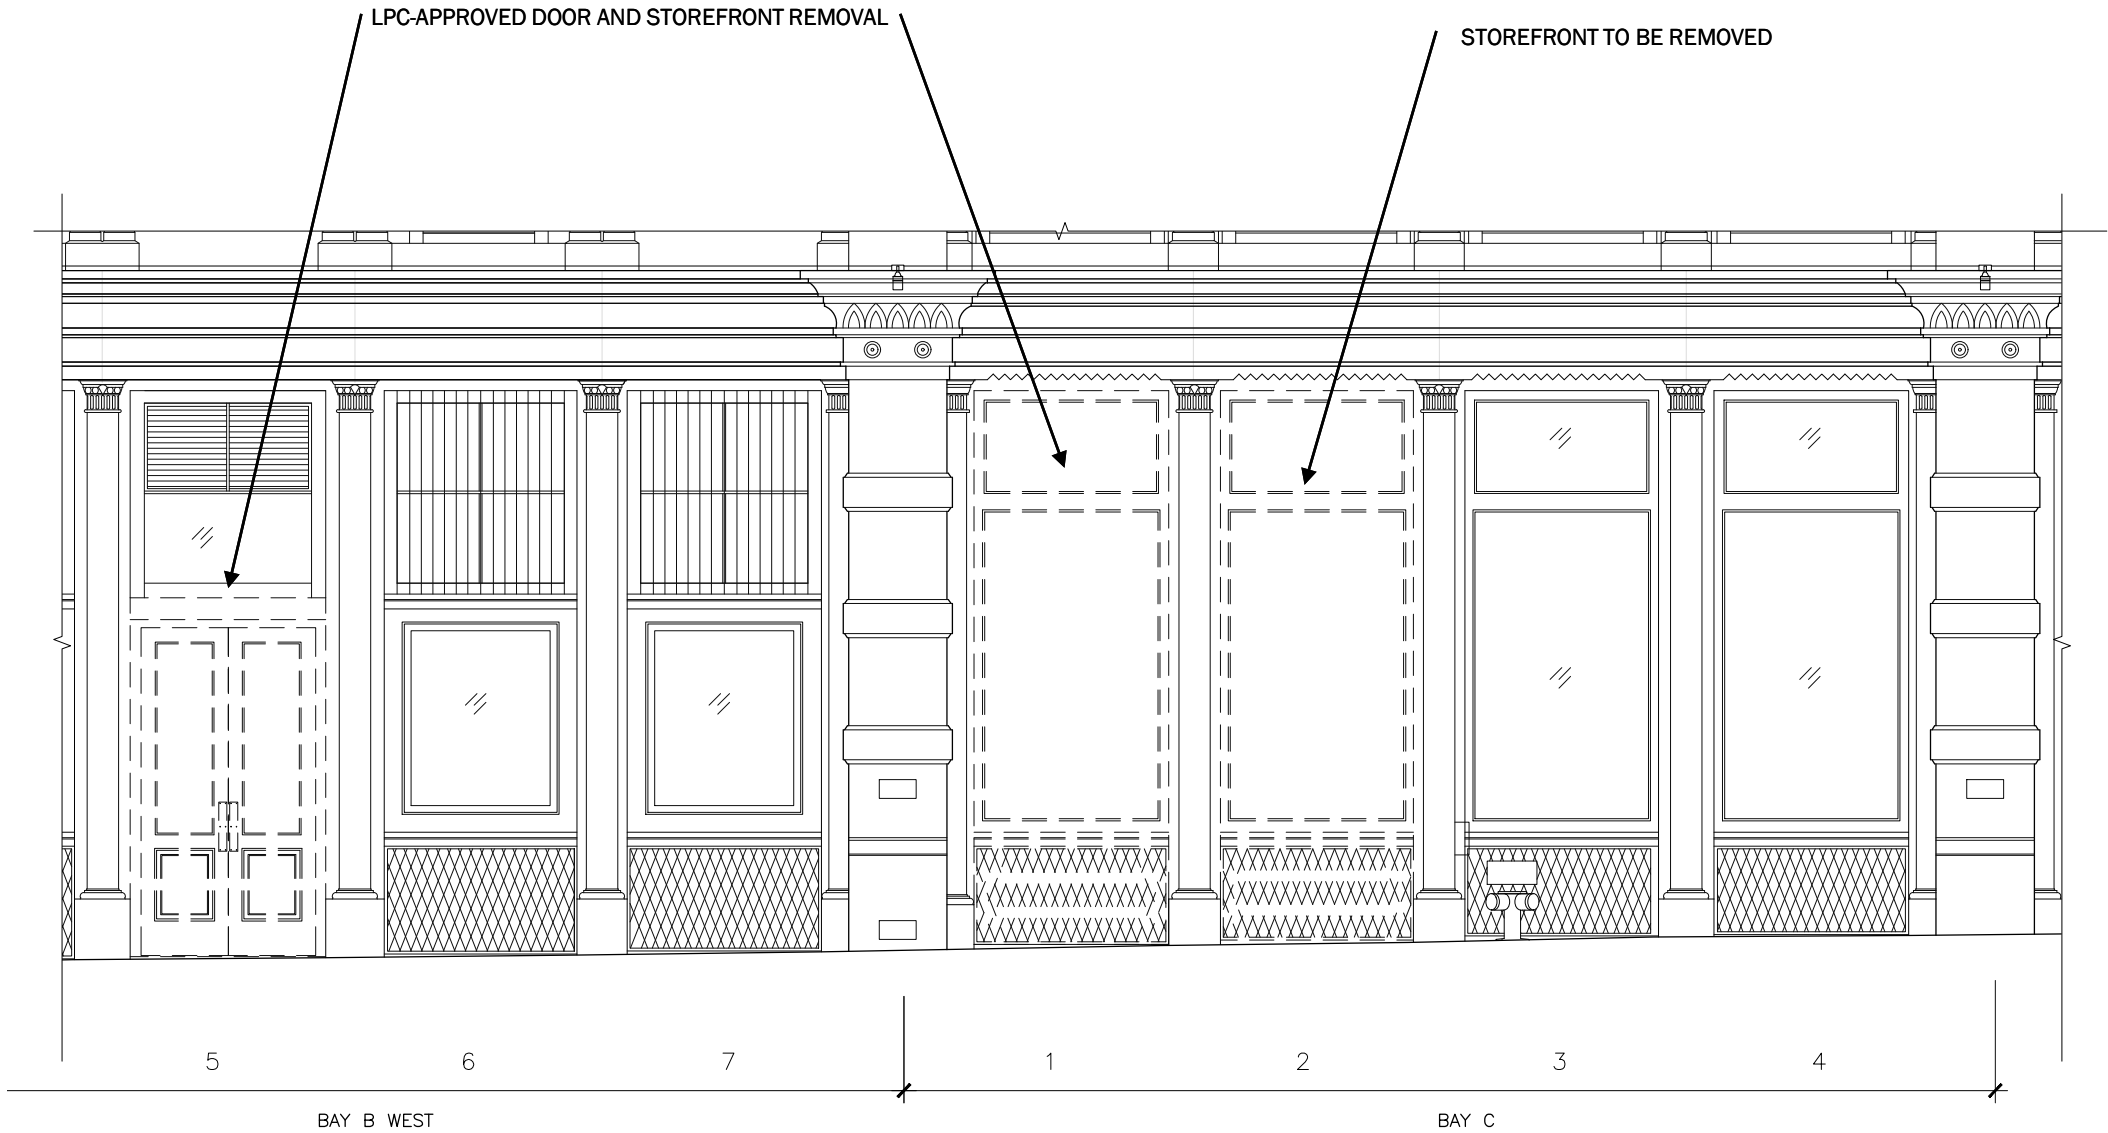 LPC-APPROVED DOOR AND STOREFRONT REMOVAL
STOREFRONT TO BE REMOVED
5 6 7 1 2 3 4
BAY B WEST BAY C